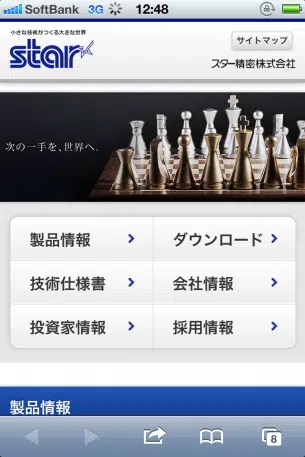 SoftBank 3G 12:48
小さな技術がつくる大きな世界
star
サイトマップ
スター精密株式会社
次の一手を、世界へ。
製品情報
ダウンロード
技術仕様書
会社情報
投資家情報
採用情報
製品情報
8